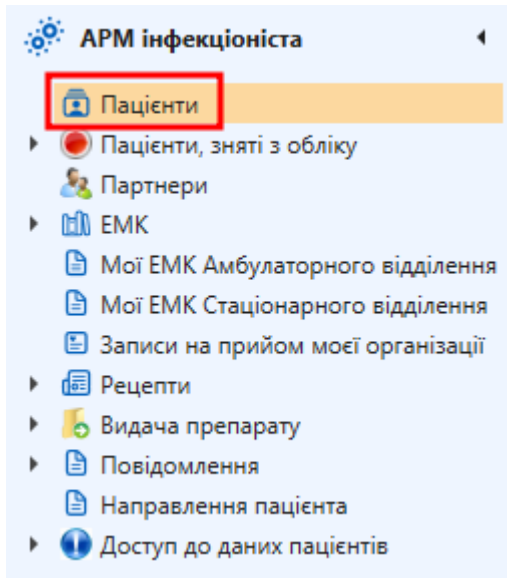 АРМ інфекціоніста
Пацієнти
Пацієнти, зняті з обліку
Партнери
ЕМК
Мої ЕМК Амбулаторного відділення
Мої ЕМК Стаціонарного відділення
Записи на прийом моєї організації
Рецепти
Видача препарату
Повідомлення
Направлення пацієнта
Доступ до даних пацієнтів